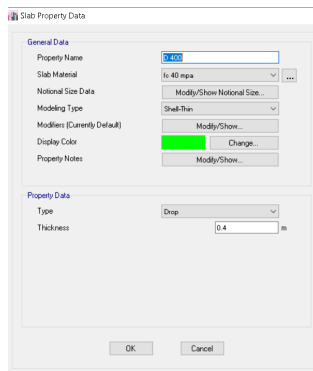 Slab Property Data
General Data
Property Name D 400
Slab Material fc 40 mpa ...
Notional Size Data Modify/Show Notional Size...
Modeling Type Shell-Thin
Modifiers (Currently Default) Modify/Show...
Display Color Change...
Property Notes Modify/Show...
Property Data
Type Drop
Thickness 0.4 m
OK Cancel